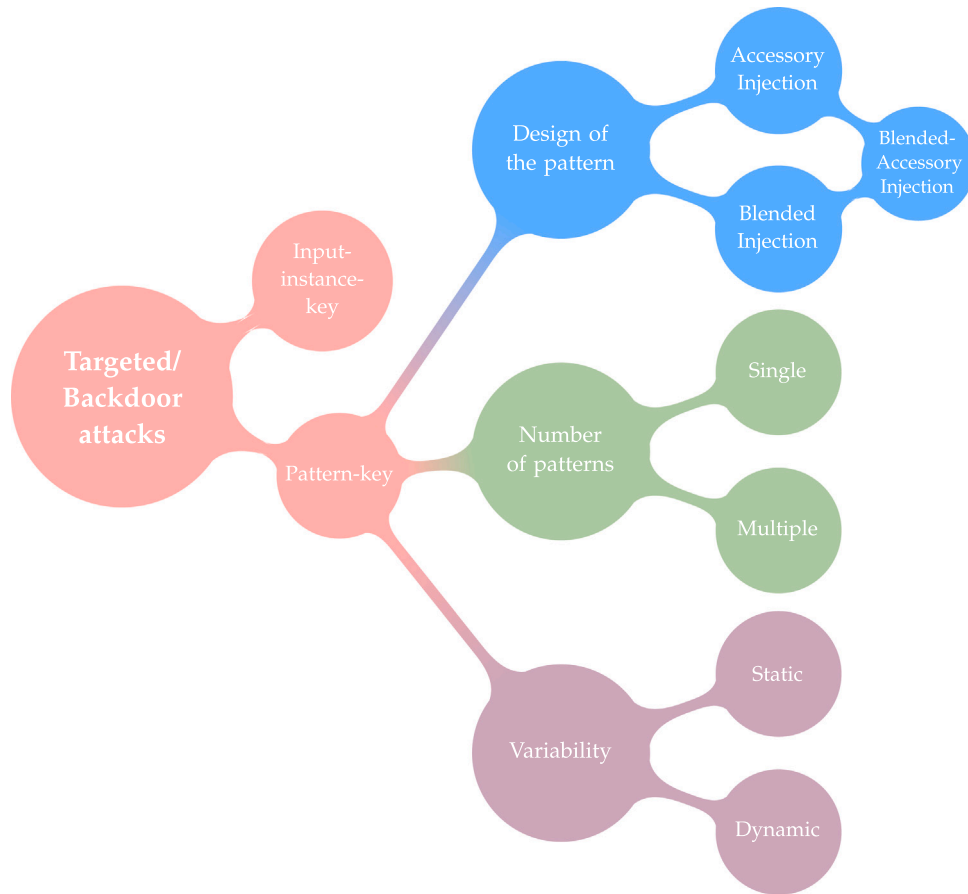 Targeted/
Backdoor
attacks
Input-
instance-
key
Pattern-key
Design of
the pattern
Accessory
Injection
Blended
Injection
Blended-
Accessory
Injection
Number
of patterns
Single
Multiple
Variability
Static
Dynamic